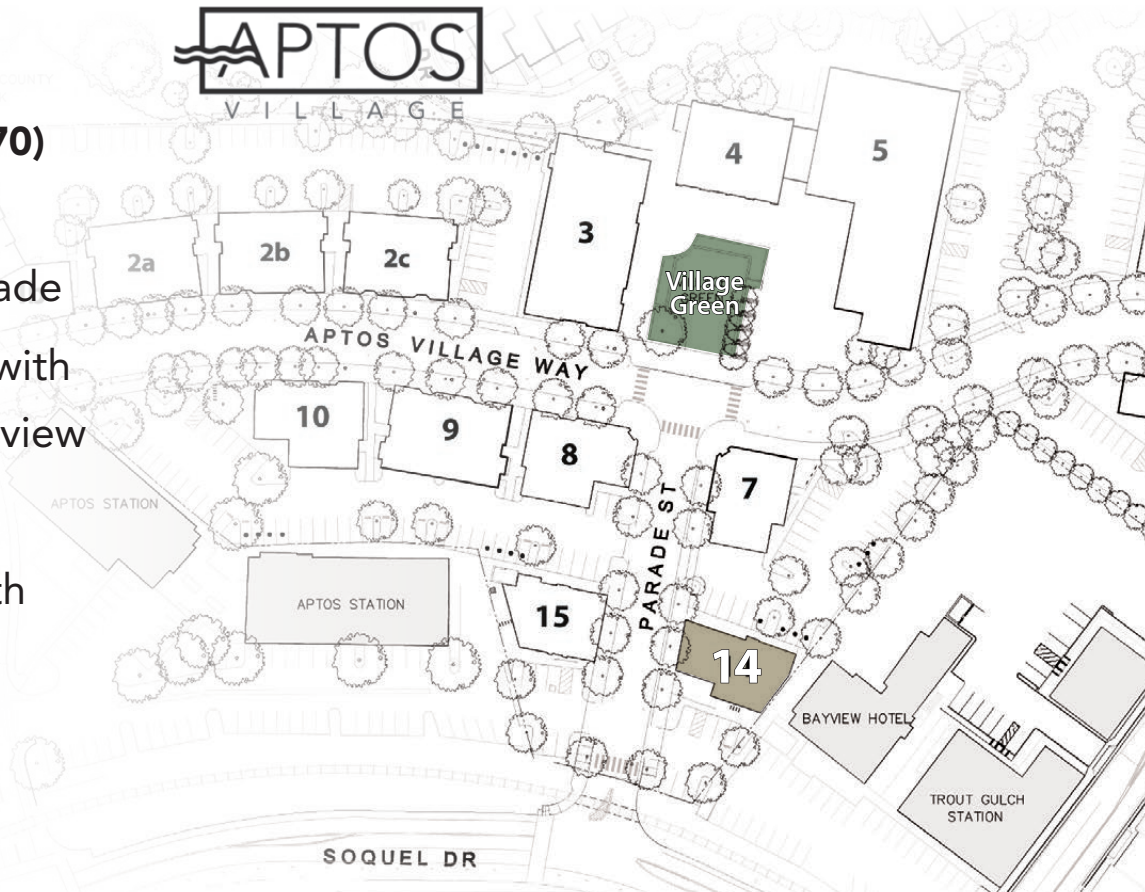 APTOS
VILLAGE
COUNTY
70)
ade
with
view
th
4
5
3
2a
2b
2c
Village
Green
APTOS VILLAGE WAY
10
9
8
7
APTOS STATION
PARADE ST
APTOS STATION
15
14
BAYVIEW HOTEL
TROUT GULCH
STATION
SOQUEL DR